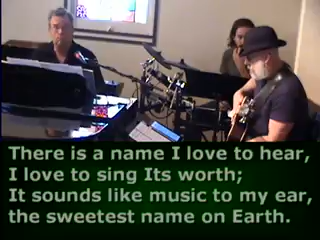 There is a name I love to hear,
I love to sing Its worth;
It sounds like music to my ear,
the sweetest name on Earth.